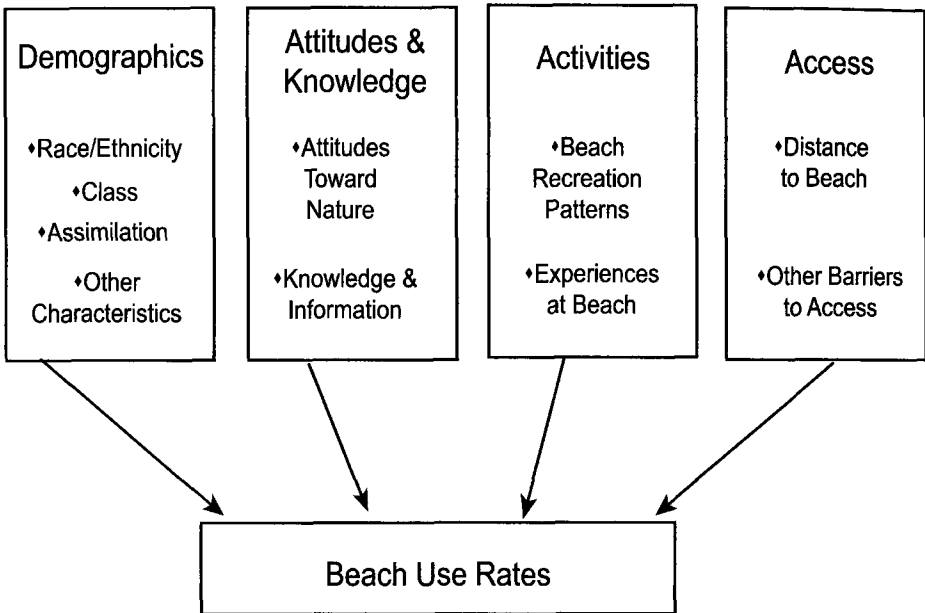 Demographics
♦Race/Ethnicity
♦Class
♦Assimilation
♦Other
Characteristics
Attitudes &
Knowledge
♦Attitudes
Toward
Nature
♦Knowledge &
Information
Activities
♦Beach
Recreation
Patterns
♦Experiences
at Beach
Access
♦Distance
to Beach
♦Other Barriers
to Access
Beach Use Rates